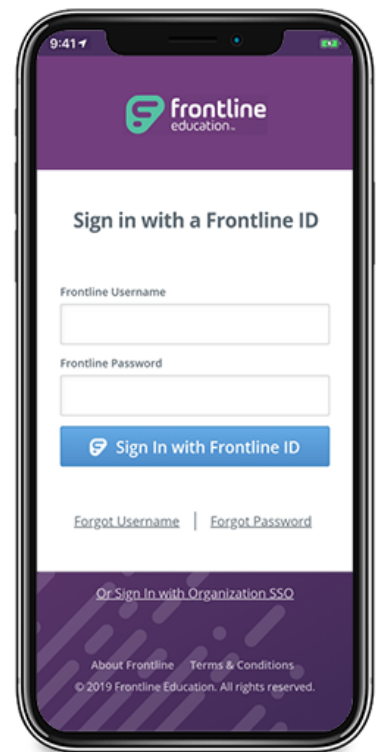 9:41
frontline
education™
Sign in with a Frontline ID
Frontline Username
Frontline Password
Sign In with Frontline ID
Forgot Username | Forgot Password
Or Sign In with Organization SSO
About Frontline Terms & Conditions
© 2019 Frontline Education. All rights reserved.